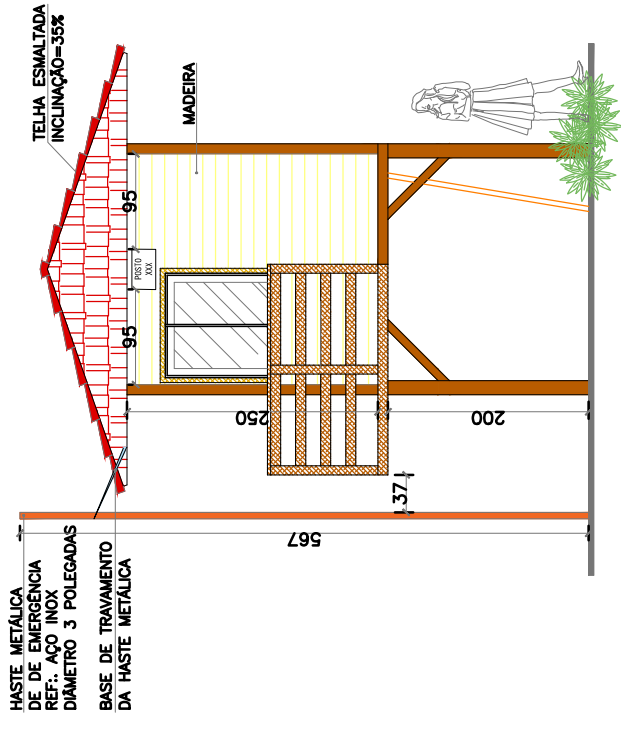 TELHA ESMALTADA
INCLINAÇÃO=35%
MADEIRA
95
POSTO
XXX
95
250
200
37
567
HASTE METÁLICA
DE DE EMERGÊNCIA
REF.: AÇO INOX
DIÂMETRO 3 POLEGADAS
BASE DE TRAVAMENTO
DA HASTE METÁLICA